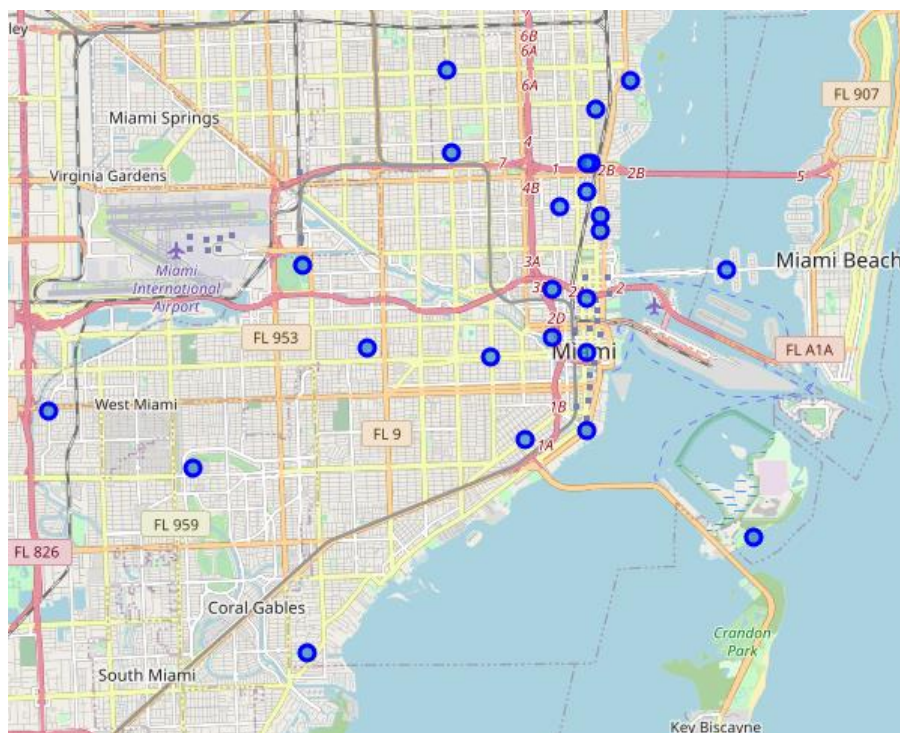 ley
6B
6A
6A
FL 907
Miami Springs
4
7
1
2B
2B
5
Virginia Gardens
4B
Miami
International
Airport
3A
Miami Beach
2
2D
FL 953
Miami
FL A1A
West Miami
1B
FL 9
1A
FL 959
FL 826
Coral Gables
Crandon
Park
South Miami
Key Biscayne